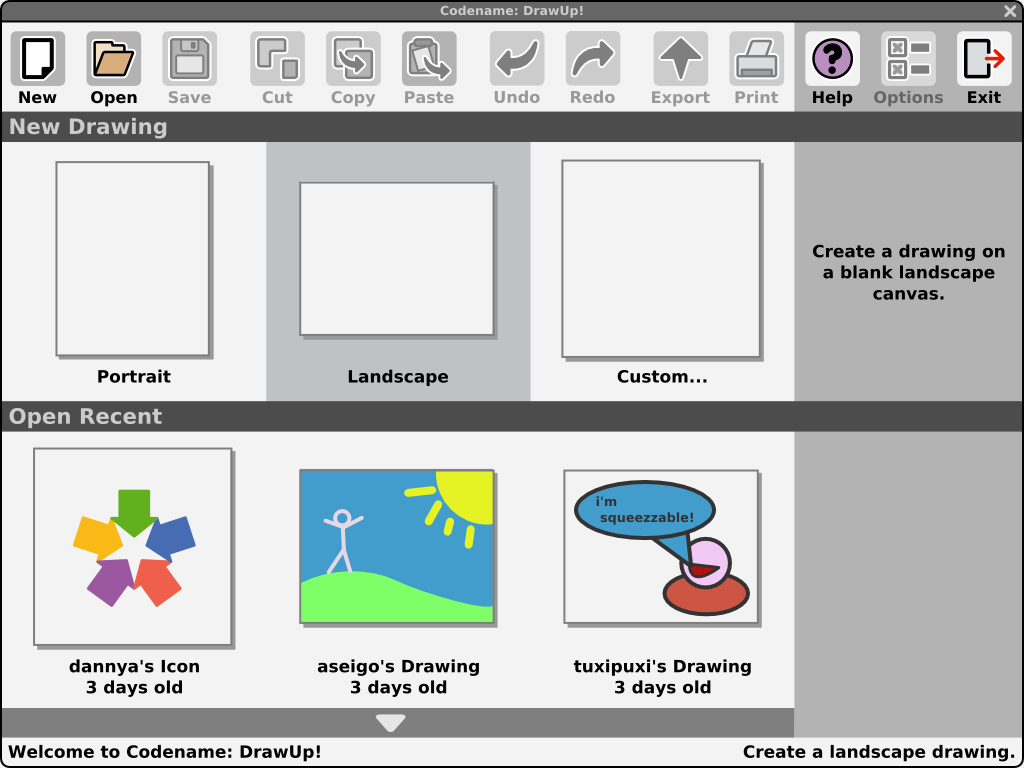 Codename: DrawUp!
New Open Save Cut Copy Paste Undo Redo Export Print Help Options Exit
New Drawing
Create a drawing on
a blank landscape
canvas.
Portrait Landscape Custom...
Open Recent
i'm
squeezzable!
dannya's Icon aseigo's Drawing tuxipuxi's Drawing
3 days old 3 days old 3 days old
Welcome to Codename: DrawUp! Create a landscape drawing.